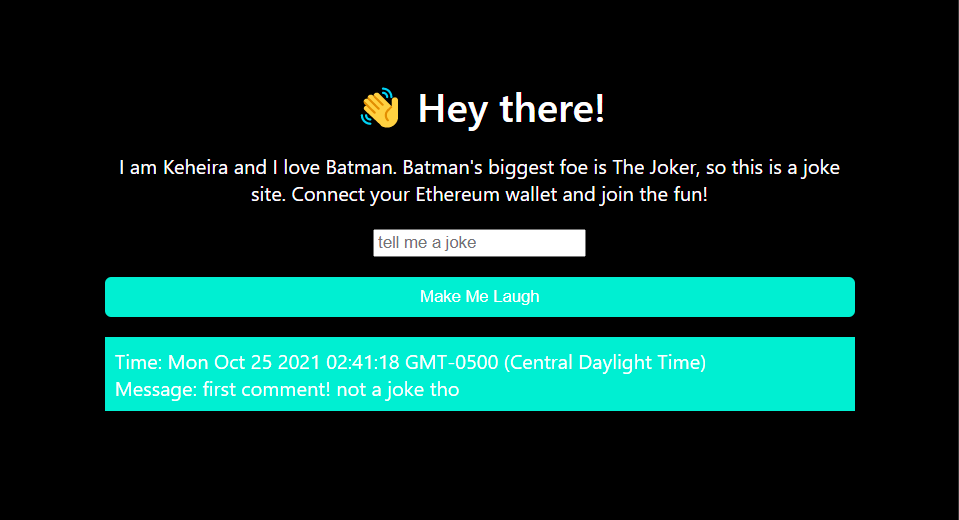 👋 Hey there!
I am Keheira and I love Batman. Batman's biggest foe is The Joker, so this is a joke
site. Connect your Ethereum wallet and join the fun!
tell me a joke
Make Me Laugh
Time: Mon Oct 25 2021 02:41:18 GMT-0500 (Central Daylight Time)
Message: first comment! not a joke tho